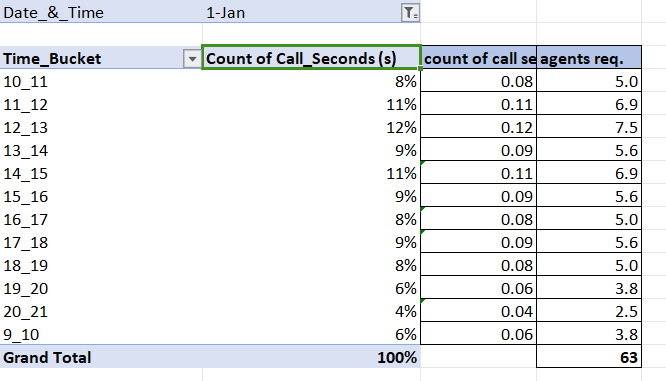 Date_&_Time 1-Jan
Time_Bucket Count of Call_Seconds (s) count of call se agents req.
10_11 8% 0.08 5.0
11_12 11% 0.11 6.9
12_13 12% 0.12 7.5
13_14 9% 0.09 5.6
14_15 11% 0.11 6.9
15_16 9% 0.09 5.6
16_17 8% 0.08 5.0
17_18 9% 0.09 5.6
18_19 8% 0.08 5.0
19_20 6% 0.06 3.8
20_21 4% 0.04 2.5
9_10 6% 0.06 3.8
Grand Total 100% 63